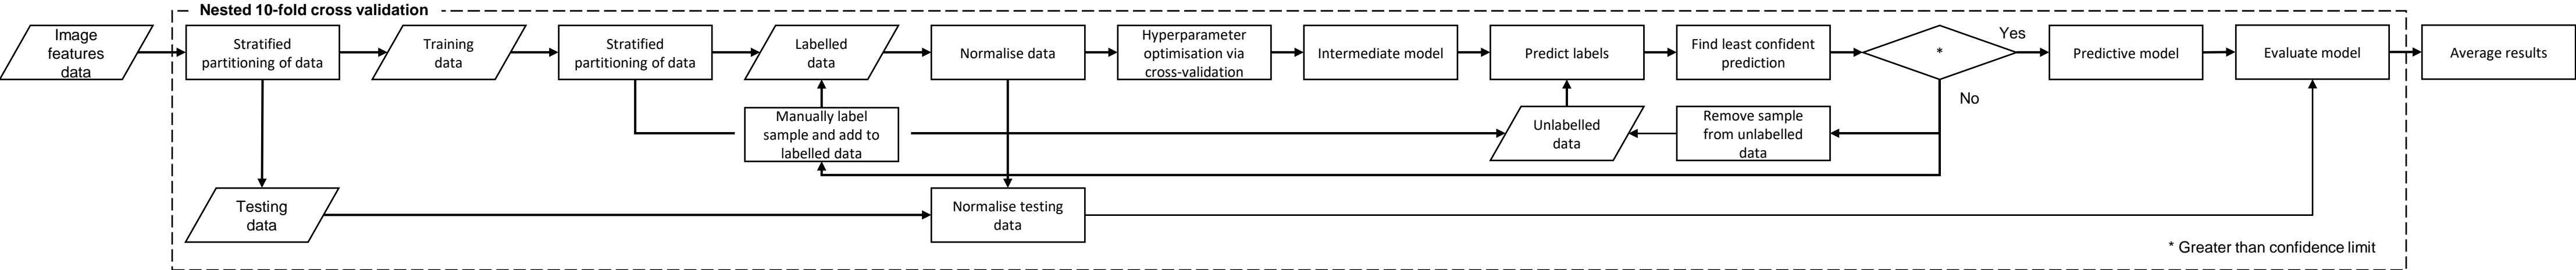 Nested 10-fold cross validation
Image
features
data
Stratified
partitioning of data
Training
data
Stratified
partitioning of data
Labelled
data
Normalise data
Hyperparameter
optimisation via
cross-validation
Intermediate model
Predict labels
Find least confident
prediction
*
Yes
Predictive model
Evaluate model
Average results
No
Manually label
sample and add to
labelled data
Unlabelled
data
Remove sample
from unlabelled
data
Testing
data
Normalise testing
data
* Greater than confidence limit